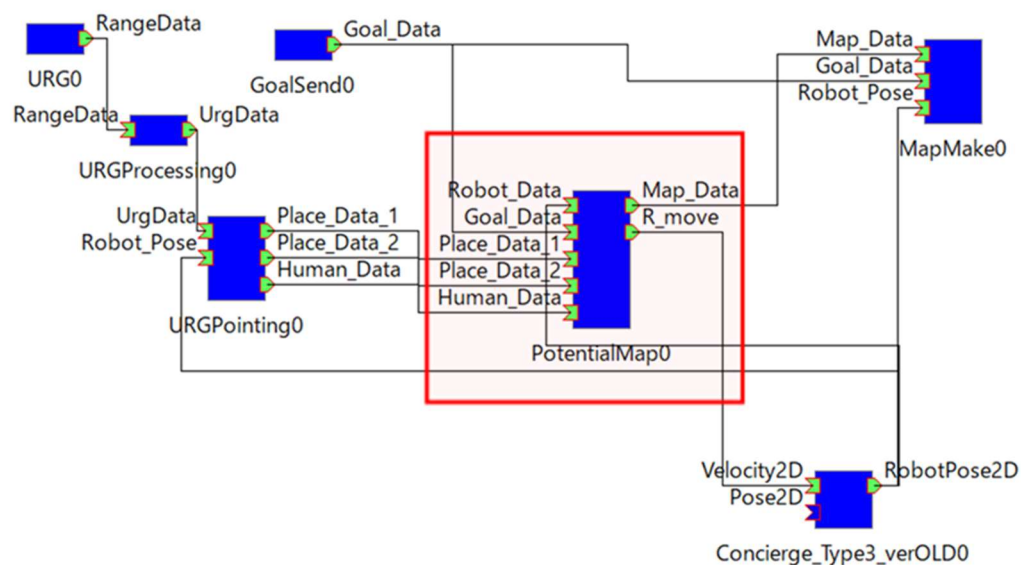 RangeData
URG0
Goal_Data
GoalSend0
Map_Data
Goal_Data
Robot_Pose
MapMake0
RangeData
UrgData
URGProcessing0
UrgData
Robot_Pose
Place_Data_1
Place_Data_2
Human_Data
URGPointing0
Robot_Data
Goal_Data
Place_Data_1
Place_Data_2
Human_Data
Map_Data
R_move
PotentialMap0
Velocity2D
Pose2D
RobotPose2D
Concierge_Type3_verOLD0